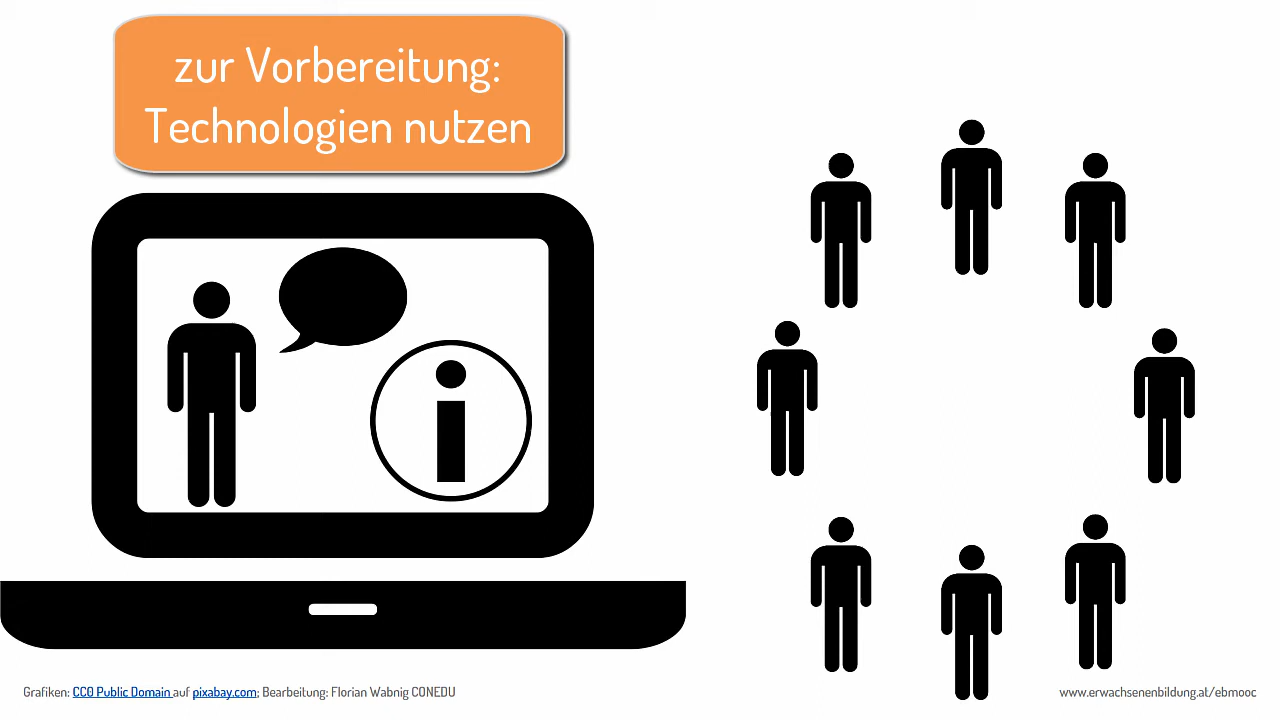 zur Vorbereitung:
Technologien nutzen
Grafiken: CC0 Public Domain auf pixabay.com; Bearbeitung: Florian Wabnig CONEDU
www.erwachsenenbildung.at/ebmooc